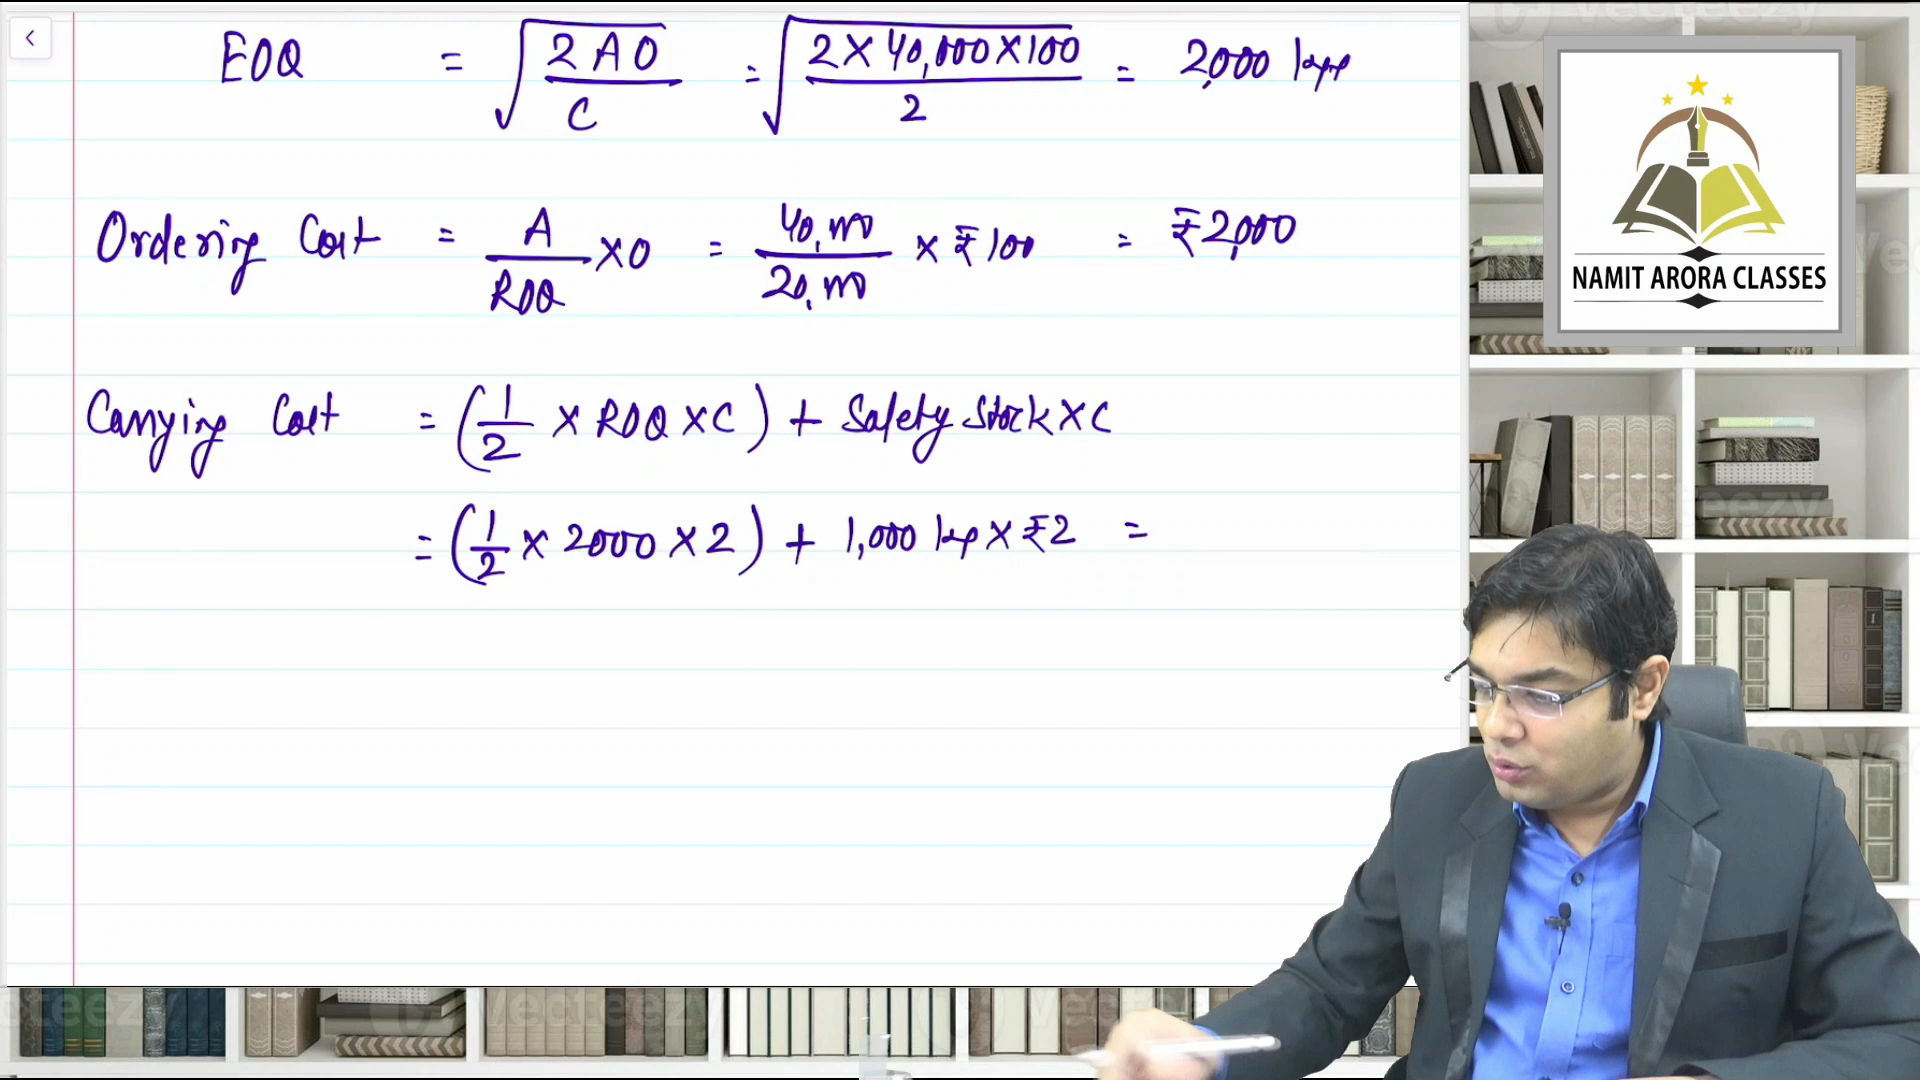 EOQ = √(2AO / C) = √(2 × 40,000 × 100 / 2) = 2,000 kgs
Ordering Cost = A / ROQ × O = 40,000 / 20,000 × ₹100 = ₹2,000
Carrying Cost = (1/2 × ROQ × C) + Safety Stock × C
= (1/2 × 2000 × 2) + 1,000 kg × ₹2 =
NAMIT ARORA CLASSES